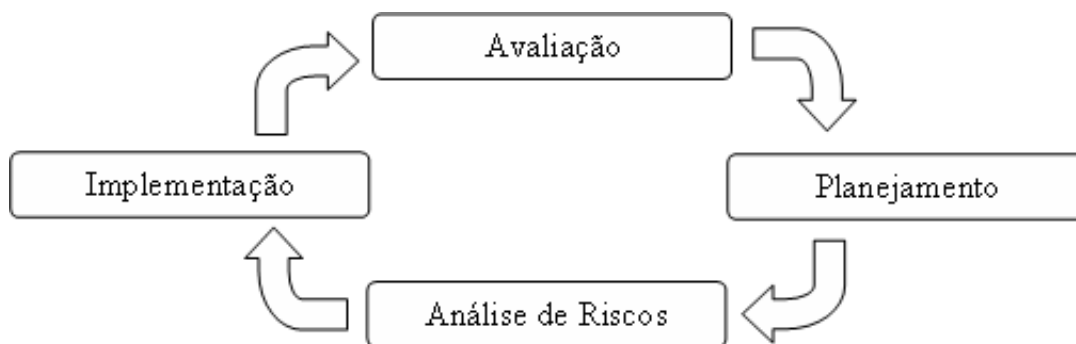 Avaliação
Implementação
Planejamento
Análise de Riscos